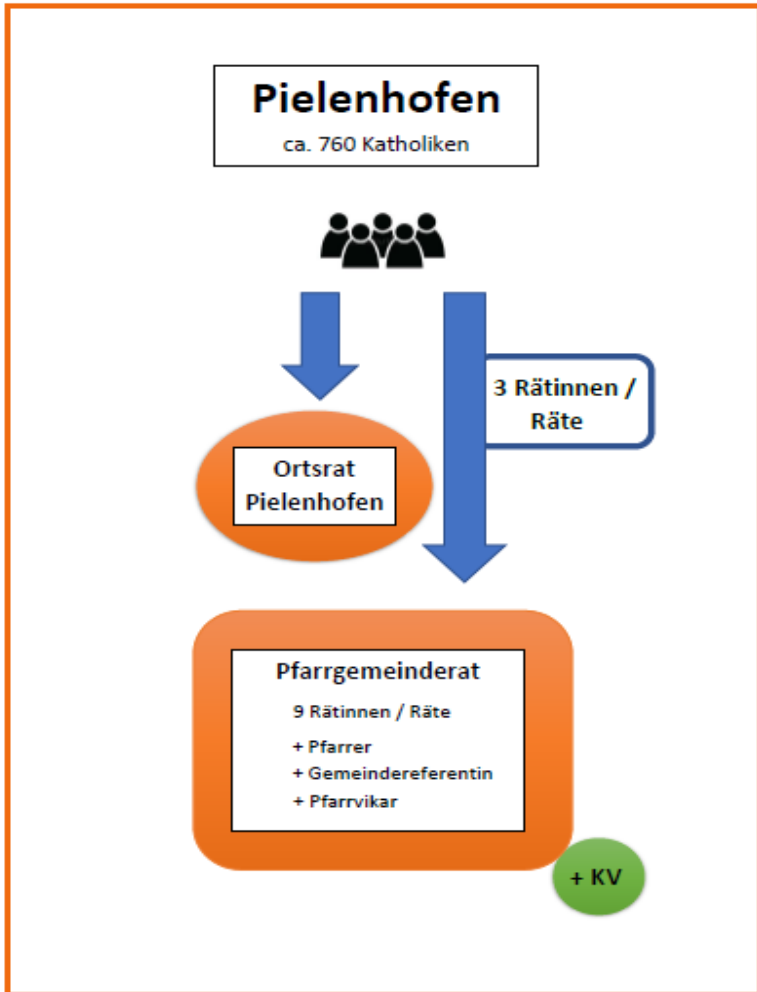 Pielenhofen
ca. 760 Katholiken
3 Rätinnen /
Räte
Ortsrat
Pielenhofen
Pfarrgemeinderat
9 Rätinnen / Räte
+ Pfarrer
+ Gemeindereferentin
+ Pfarrvikar
+ KV